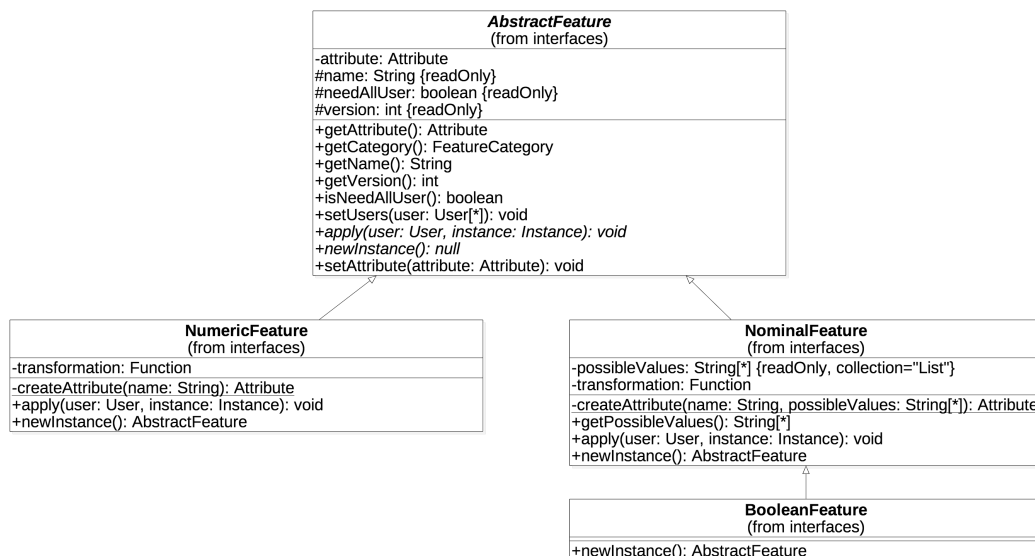 AbstractFeature
(from interfaces)
-attribute: Attribute
#name: String {readOnly}
#needAllUser: boolean {readOnly}
#version: int {readOnly}
+getAttribute(): Attribute
+getCategory(): FeatureCategory
+getName(): String
+getVersion(): int
+isNeedAllUser(): boolean
+setUsers(user: User[*]): void
+apply(user: User, instance: Instance): void
+newInstance(): null
+setAttribute(attribute: Attribute): void
NumericFeature
(from interfaces)
-transformation: Function
-createAttribute(name: String): Attribute
+apply(user: User, instance: Instance): void
+newInstance(): AbstractFeature
NominalFeature
(from interfaces)
-possibleValues: String[*] {readOnly, collection="List"}
-transformation: Function
-createAttribute(name: String, possibleValues: String[*]): Attribute
+getPossibleValues(): String[*]
+apply(user: User, instance: Instance): void
+newInstance(): AbstractFeature
BooleanFeature
(from interfaces)
+newInstance(): AbstractFeature